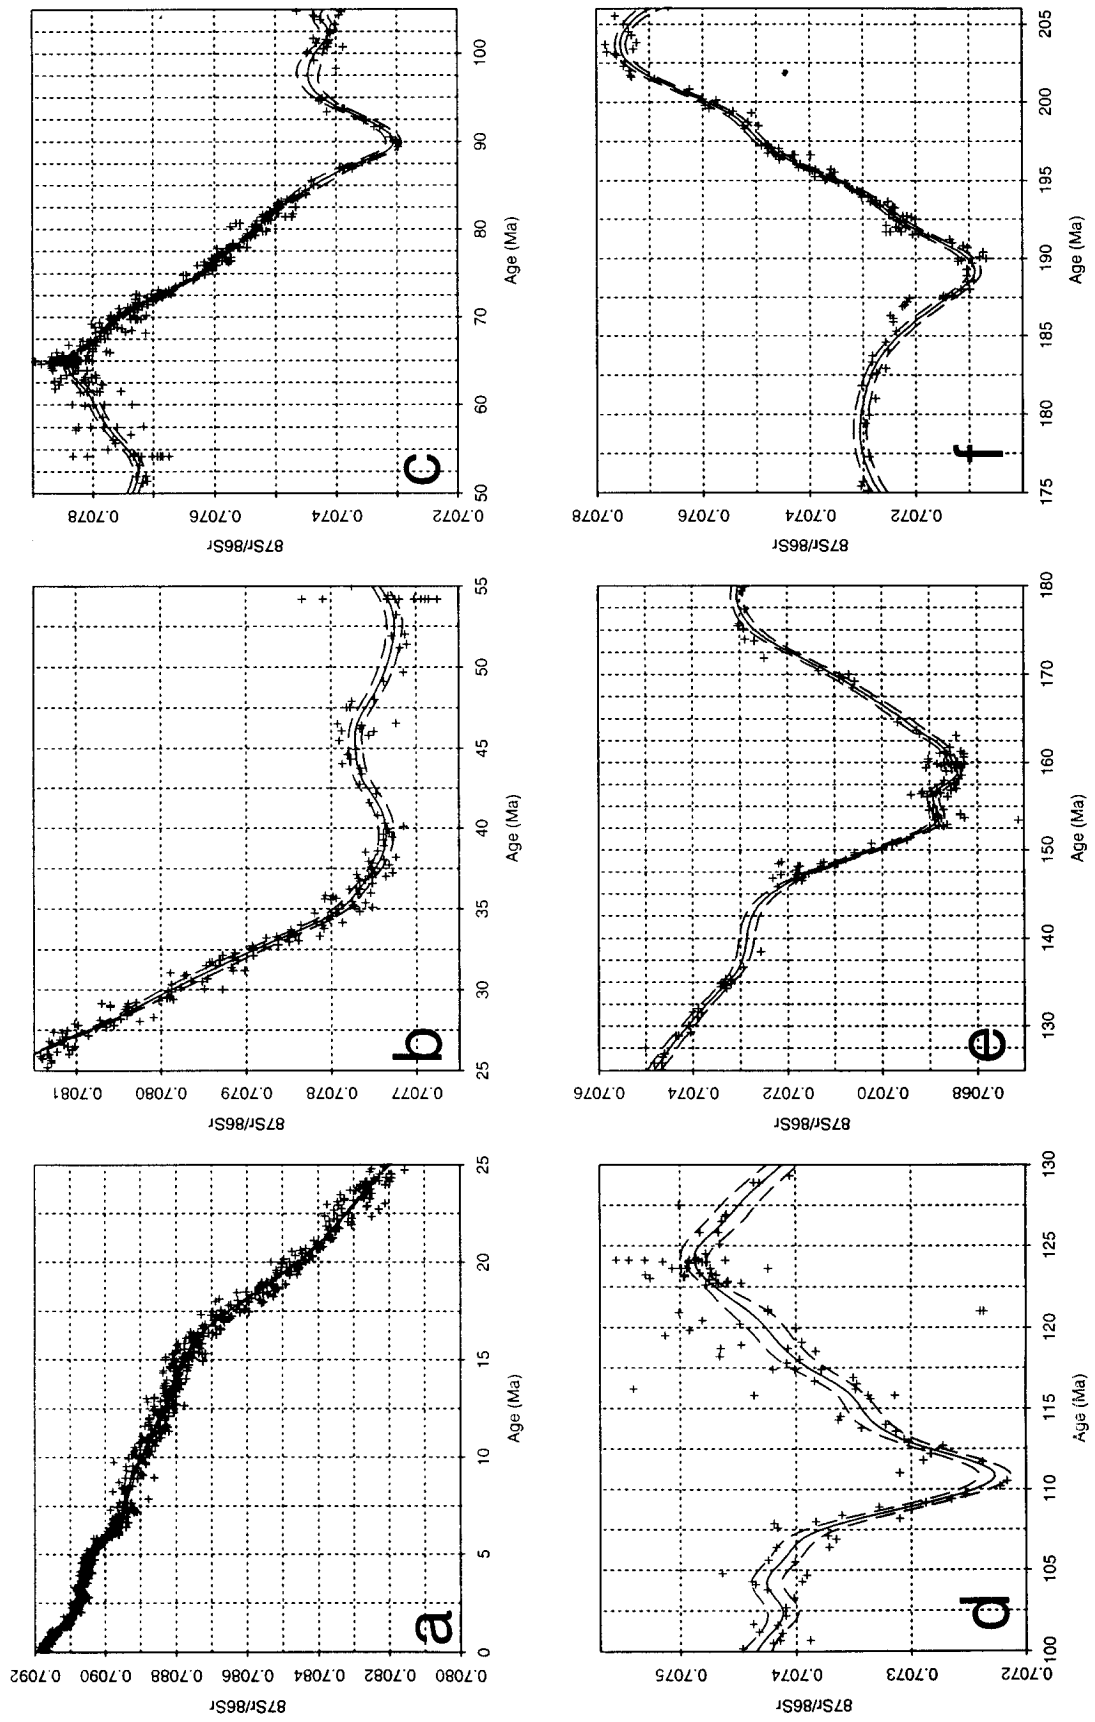 a
87Sr/86Sr
0.7092
0.7090
0.7088
0.7086
0.7084
0.7082
0.7080
0 5 10 15 20 25
Age (Ma)
b
87Sr/86Sr
0.7081
0.7080
0.7079
0.7078
0.7077
25 30 35 40 45 50 55
Age (Ma)
c
87Sr/86Sr
0.7078
0.7076
0.7074
0.7072
50 60 70 80 90 100
Age (Ma)
d
87Sr/86Sr
0.7075
0.7074
0.7073
0.7072
100 105 110 115 120 125 130
Age (Ma)
e
87Sr/86Sr
0.7076
0.7074
0.7072
0.7070
0.7068
130 140 150 160 170 180
Age (Ma)
f
87Sr/86Sr
0.7078
0.7076
0.7074
0.7072
175 180 185 190 195 200 205
Age (Ma)